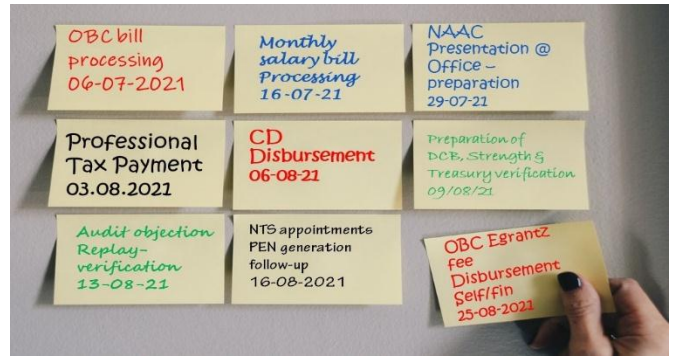 OBC bill
processing
06-07-2021
Monthly
salary bill
Processing
16-07-21
NAAC
Presentation @
Office –
preparation
29-07-21
Professional
Tax Payment
03.08.2021
CD
Disbursement
06-08-21
Preparation of
DCB, Strength &
Treasury verification
09/08/21
Audit objection
Replay-
verification
13-08-21
NTS appointments
PEN generation
follow-up
16-08-2021
OBC Egrantz
fee
Disbursement
Self/fin
25-08-2021